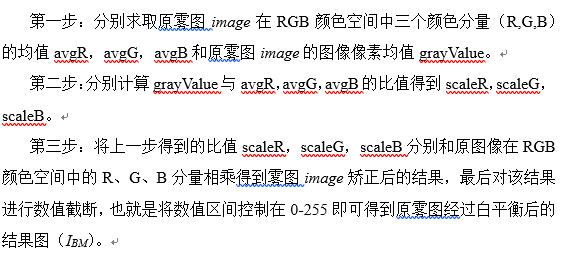 第一步：分别求取原雾图 image 在 RGB 颜色空间中三个颜色分量（R,G,B）
的均值 avgR，avgG，avgB 和原雾图 image 的图像像素均值 grayValue。
第二步：分别计算 grayValue 与 avgR，avgG，avgB 的比值得到 scaleR，scaleG，
scaleB。
第三步：将上一步得到的比值 scaleR，scaleG，scaleB 分别和原图像在 RGB
颜色空间中的 R、G、B 分量相乘得到雾图 image 矫正后的结果，最后对该结果
进行数值截断，也就是将数值区间控制在 0-255 即可得到原雾图经过白平衡后的
结果图（IBM）。